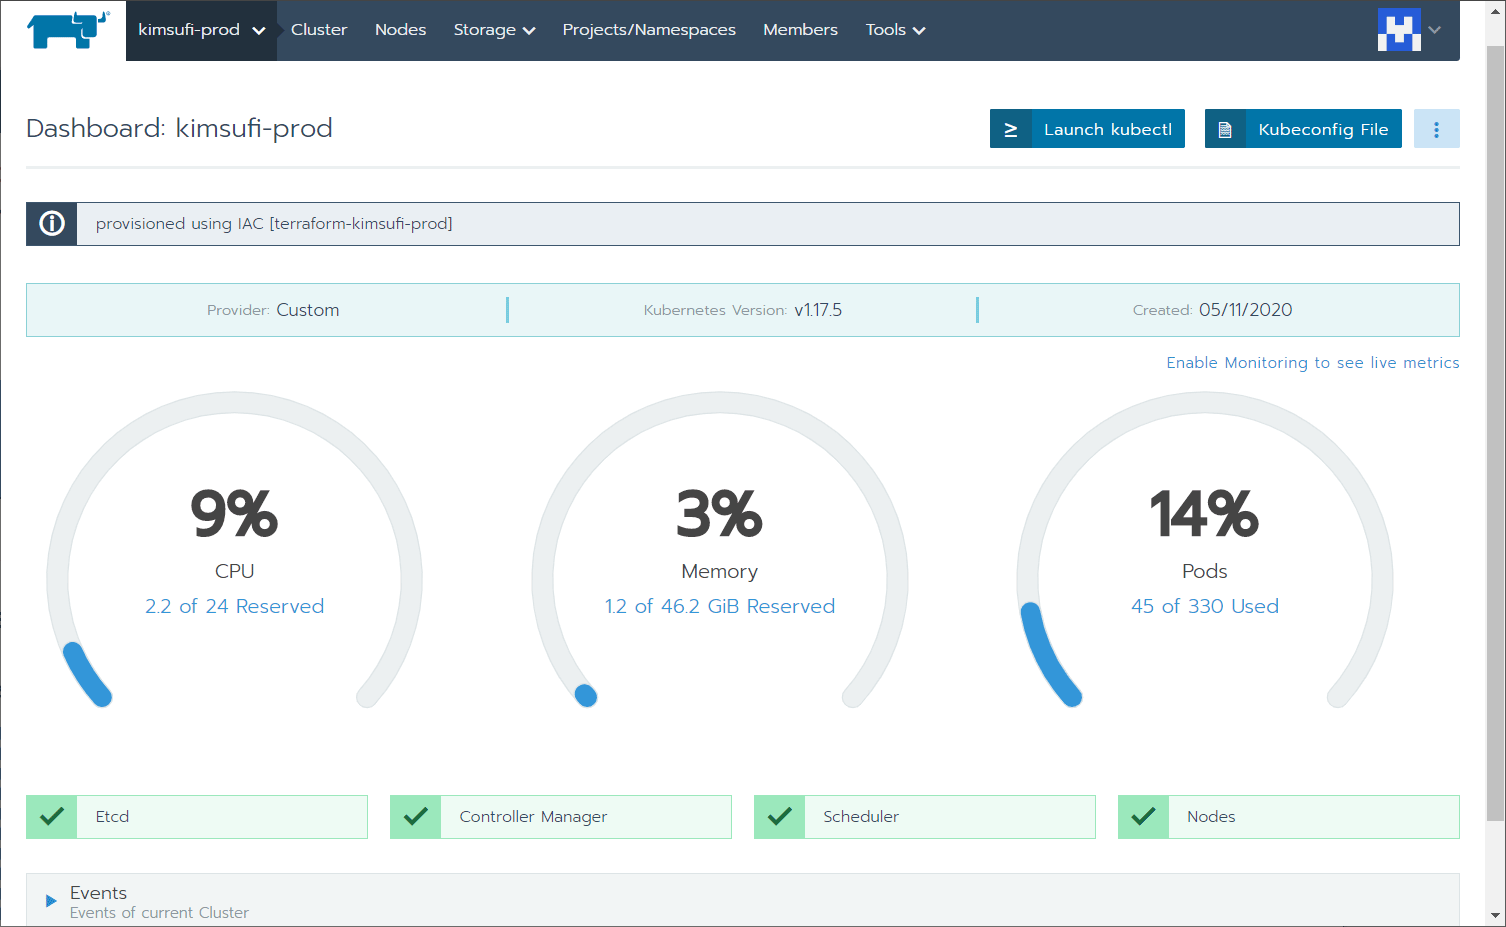 kimsufi-prod Cluster Nodes Storage Projects/Namespaces Members Tools
Dashboard: kimsufi-prod
Launch kubectl Kubeconfig File
provisioned using IAC [terraform-kimsufi-prod]
Provider: Custom Kubernetes Version: v1.17.5 Created: 05/11/2020
Enable Monitoring to see live metrics
9% 3% 14%
CPU Memory Pods
2.2 of 24 Reserved 1.2 of 46.2 GiB Reserved 45 of 330 Used
Etcd Controller Manager Scheduler Nodes
Events
Events of current Cluster